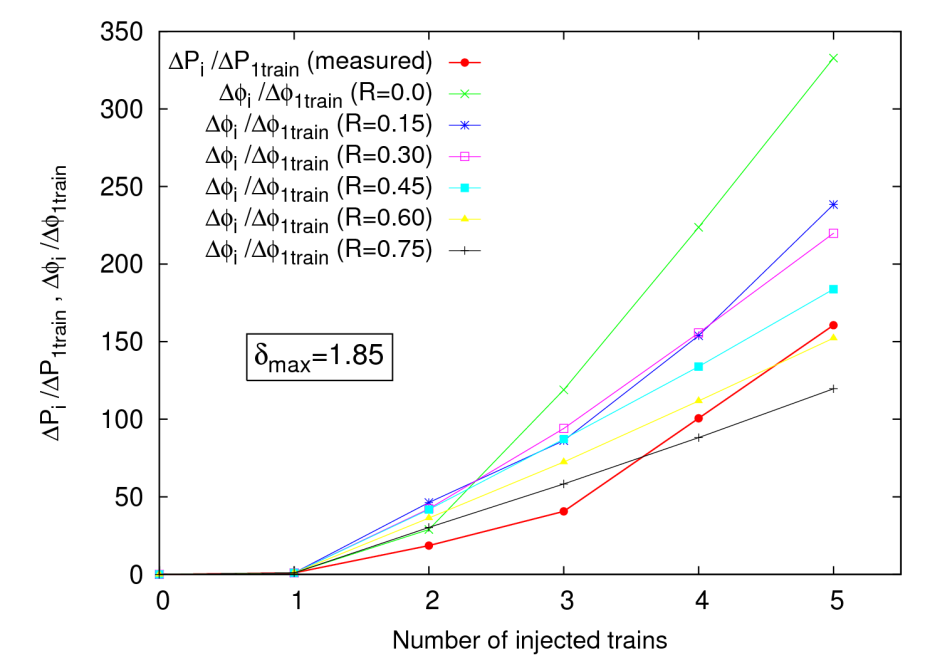 350
300
250
200
150
100
50
0
0 1 2 3 4 5
ΔP_i /ΔP_1train , Δϕ_i /Δϕ_1train
Number of injected trains
ΔP_i /ΔP_1train (measured)
Δϕ_i /Δϕ_1train (R=0.0)
Δϕ_i /Δϕ_1train (R=0.15)
Δϕ_i /Δϕ_1train (R=0.30)
Δϕ_i /Δϕ_1train (R=0.45)
Δϕ_i /Δϕ_1train (R=0.60)
Δϕ_i /Δϕ_1train (R=0.75)
δ_max=1.85